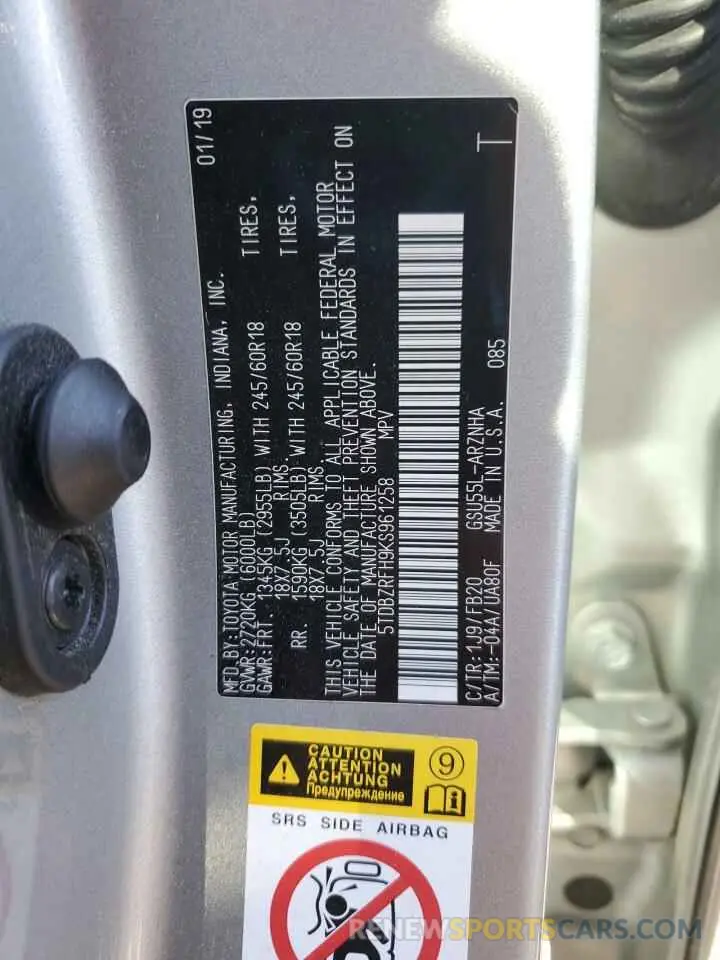 MFD. BY: TOYOTA MOTOR MANUFACTURING, INDIANA, INC. 01/19
GVWR: 2720KG (6000LB)
GAWR: FRT. 1345KG (2955LB) WITH 245/60R18 TIRES,
18X7.5J RIMS.
RR. 1590KG (3505LB) WITH 245/60R18 TIRES,
18X7.5J RIMS
THIS VEHICLE CONFORMS TO ALL APPLICABLE FEDERAL MOTOR
VEHICLE SAFETY AND THEFT PREVENTION STANDARDS IN EFFECT ON
THE DATE OF MANUFACTURE SHOWN ABOVE.
5TDBZRFH9KS961258 MPV
C/TR: 1J9/FB20 GSU55L-ARZNHA 085 T
A/TM: -04A/UA80F MADE IN U.S.A.
CAUTION
ATTENTION
ACHTUNG
Предупреждение
9
i
SRS SIDE AIRBAG
RENEWSPORTSCARS.COM